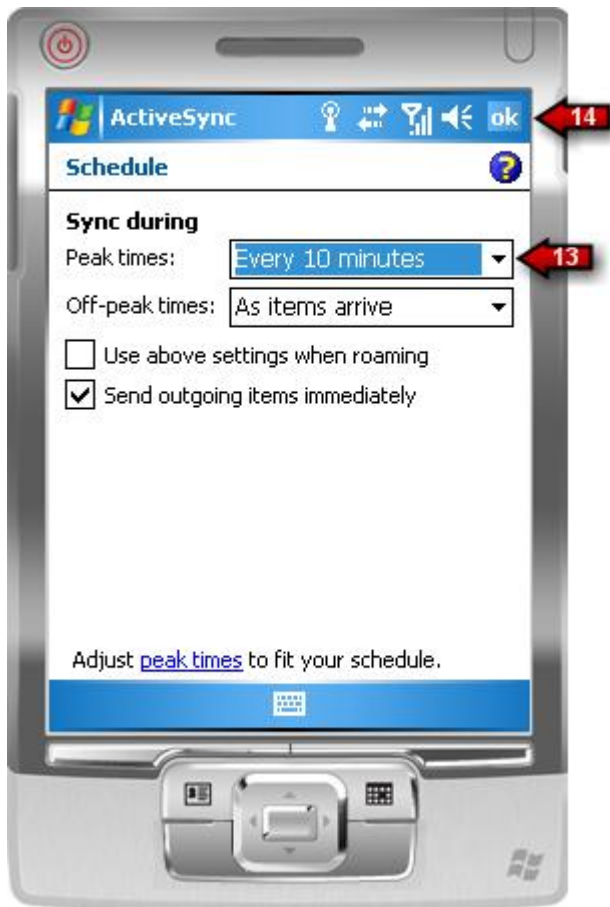 ActiveSync ok
14
Schedule
?
Sync during
Peak times: Every 10 minutes
13
Off-peak times: As items arrive
Use above settings when roaming
Send outgoing items immediately
Adjust peak times to fit your schedule.